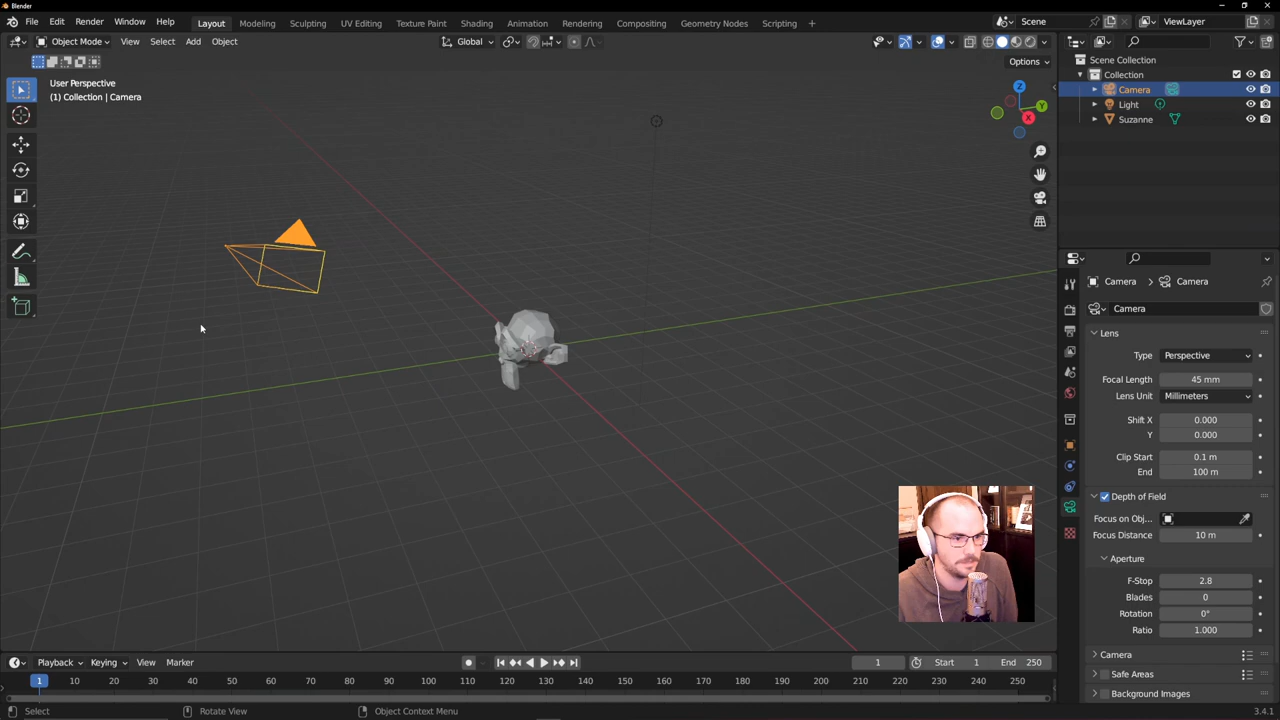 Blender
File Edit Render Window Help
Layout Modeling Sculpting UV Editing Texture Paint Shading Animation Rendering Compositing Geometry Nodes Scripting +
Scene
ViewLayer
Object Mode View Select Add Object
Global
Options
User Perspective
(1) Collection | Camera
Z
Y
X
Scene Collection
Collection
Camera
Light
Suzanne
Camera > Camera
Camera
Lens
Type Perspective
Focal Length 45 mm
Lens Unit Millimeters
Shift X 0.000
Y 0.000
Clip Start 0.1 m
End 100 m
Depth of Field
Focus on Obj...
Focus Distance 10 m
Aperture
F-Stop 2.8
Blades 0
Rotation 0°
Ratio 1.000
Camera
Safe Areas
Background Images
Playback Keying View Marker
1 Start 1 End 250
1 10 20 30 40 50 60 70 80 90 100 110 120 130 140 150 160 170 180 190 200 210 220 230 240 250
Select Rotate View Object Context Menu 3.4.1